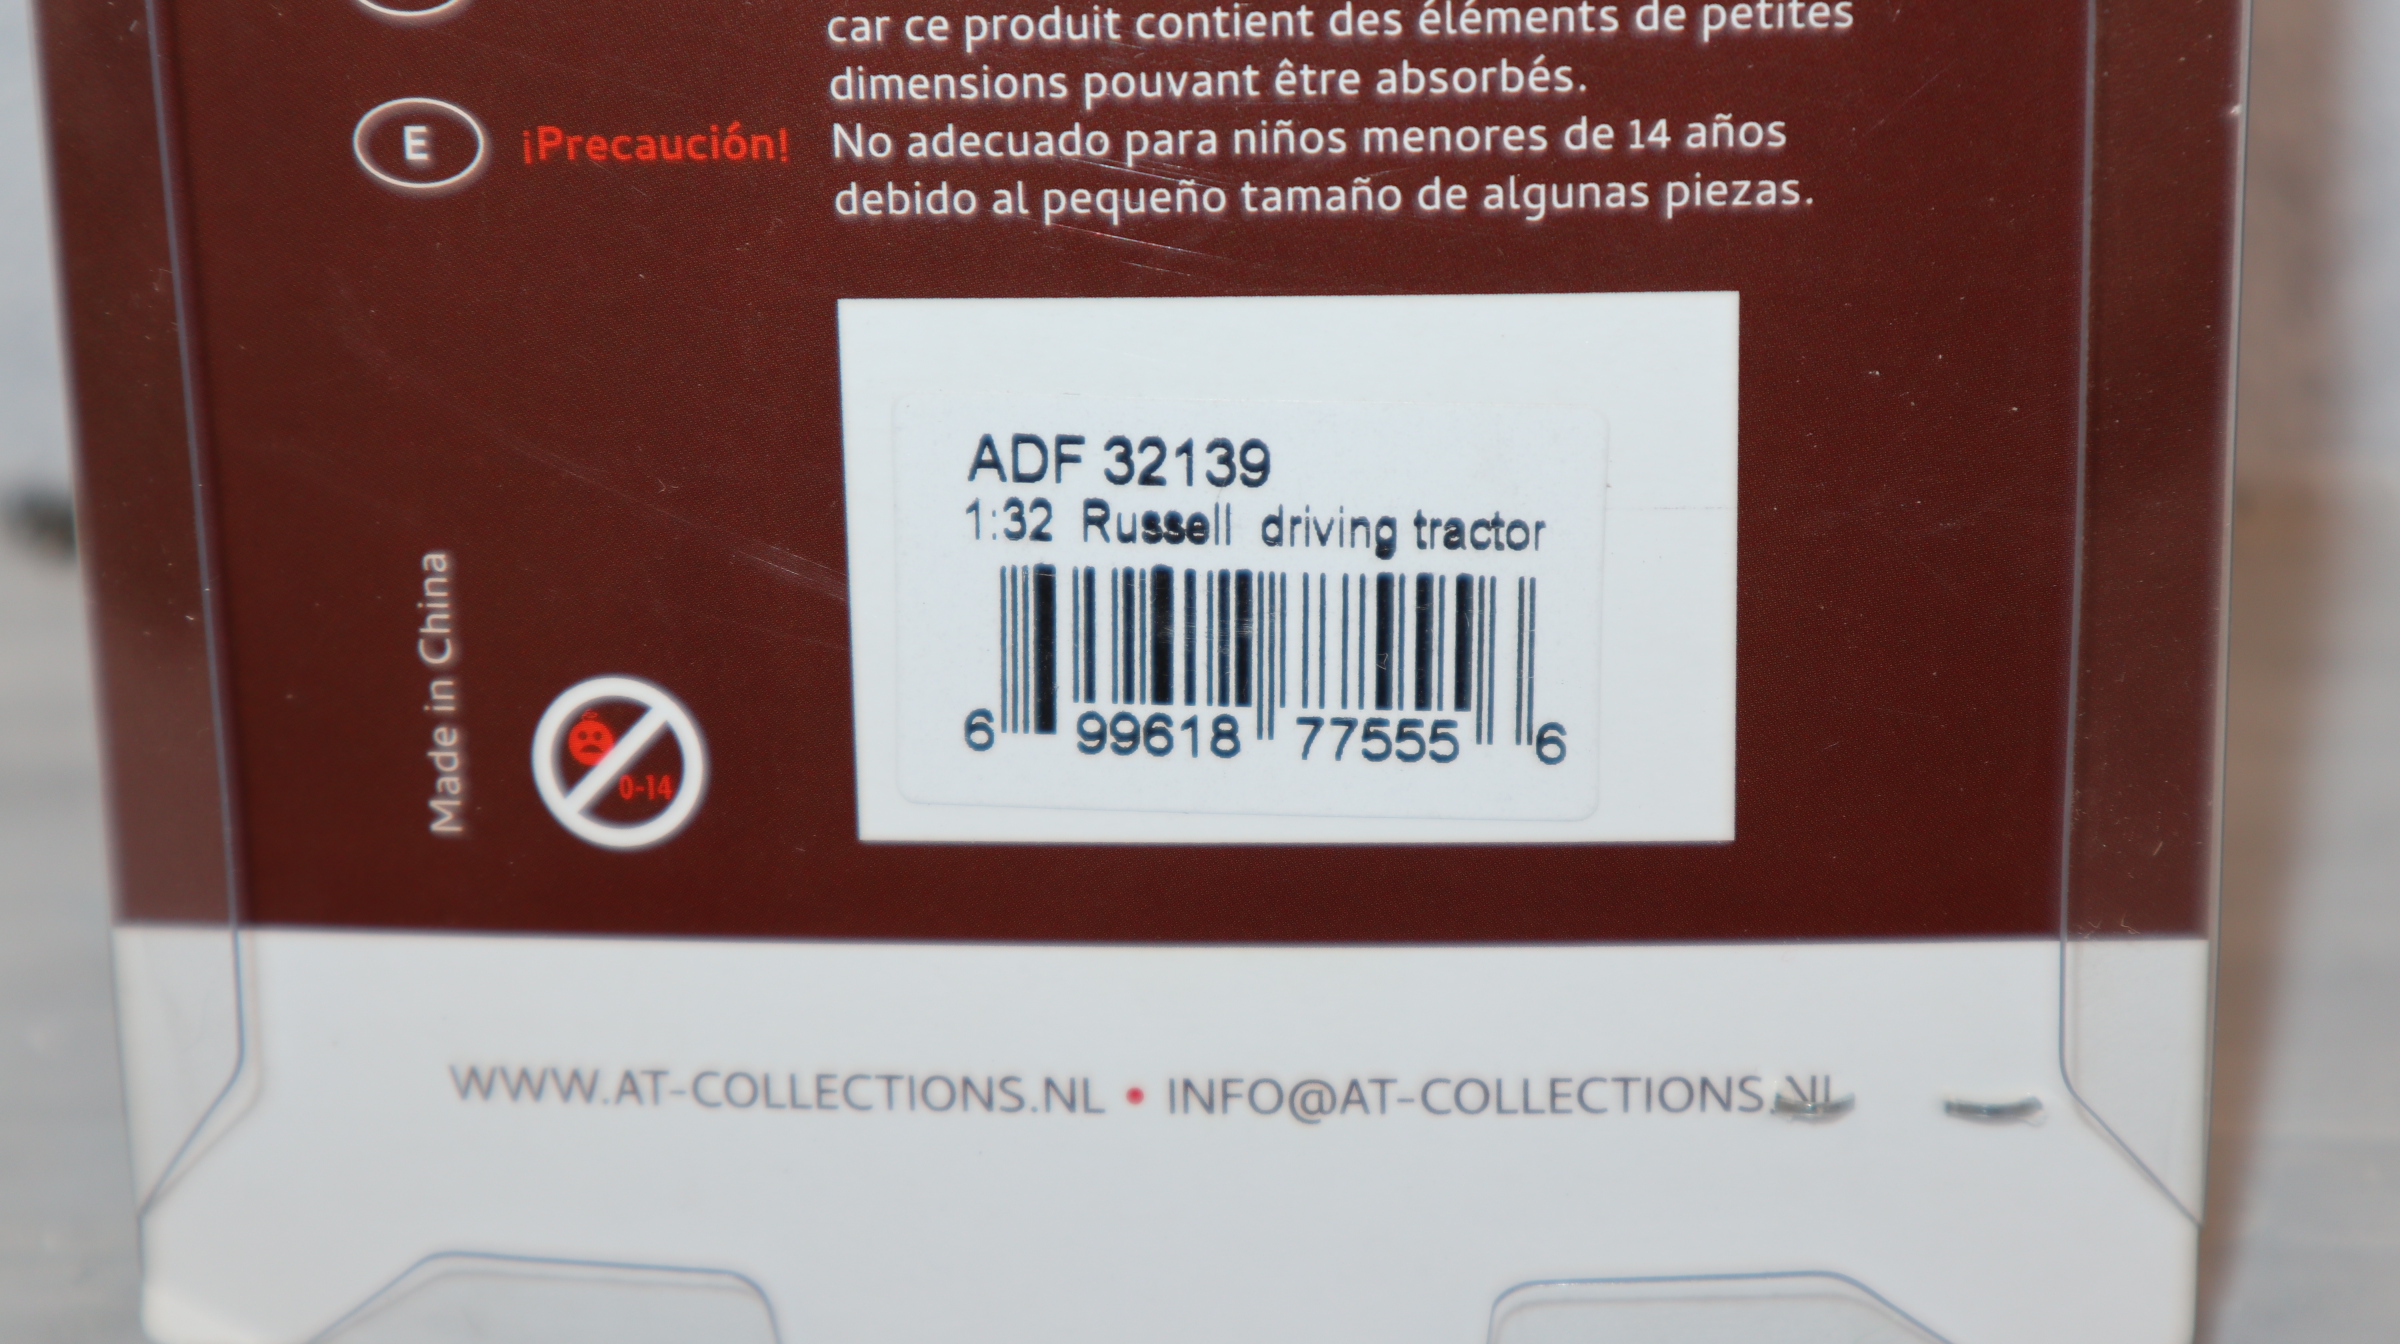 car ce produit contient des éléments de petites
dimensions pouvant être absorbés.
E ¡Precaución! No adecuado para niños menores de 14 años
debido al pequeño tamaño de algunas piezas.
ADF 32139
1:32 Russell driving tractor
6 99618 77555 6
Made in China
0-14
WWW.AT-COLLECTIONS.NL • INFO@AT-COLLECTIONS.NL